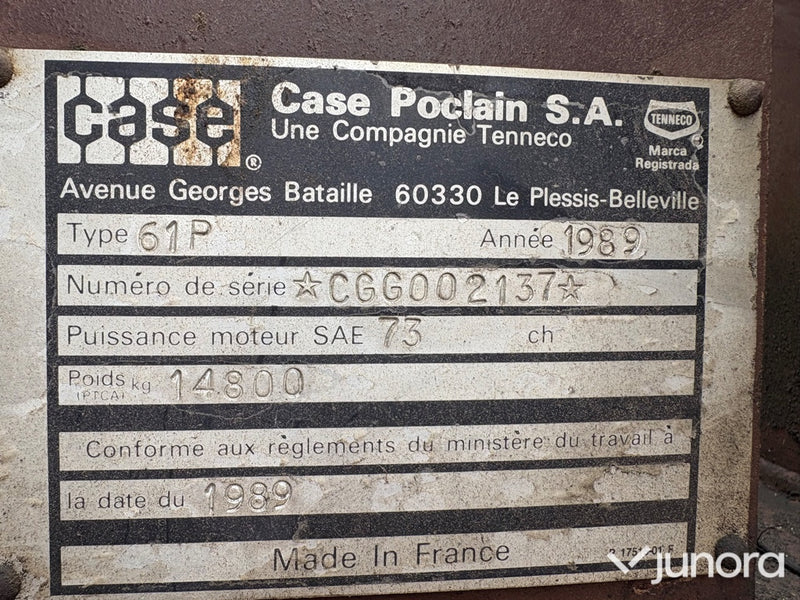 case®
Case Poclain S.A.
Une Compagnie Tenneco
TENNECO
Marca
Registrada
Avenue Georges Bataille 60330 Le Plessis-Belleville
Type 61P Année 1989
Numéro de série ☆CGG002137☆
Puissance moteur SAE 73 ch
Poids kg 14800
(PTCA)
Conforme aux règlements du ministère du travail à
la date du 1989
Made In France
junora